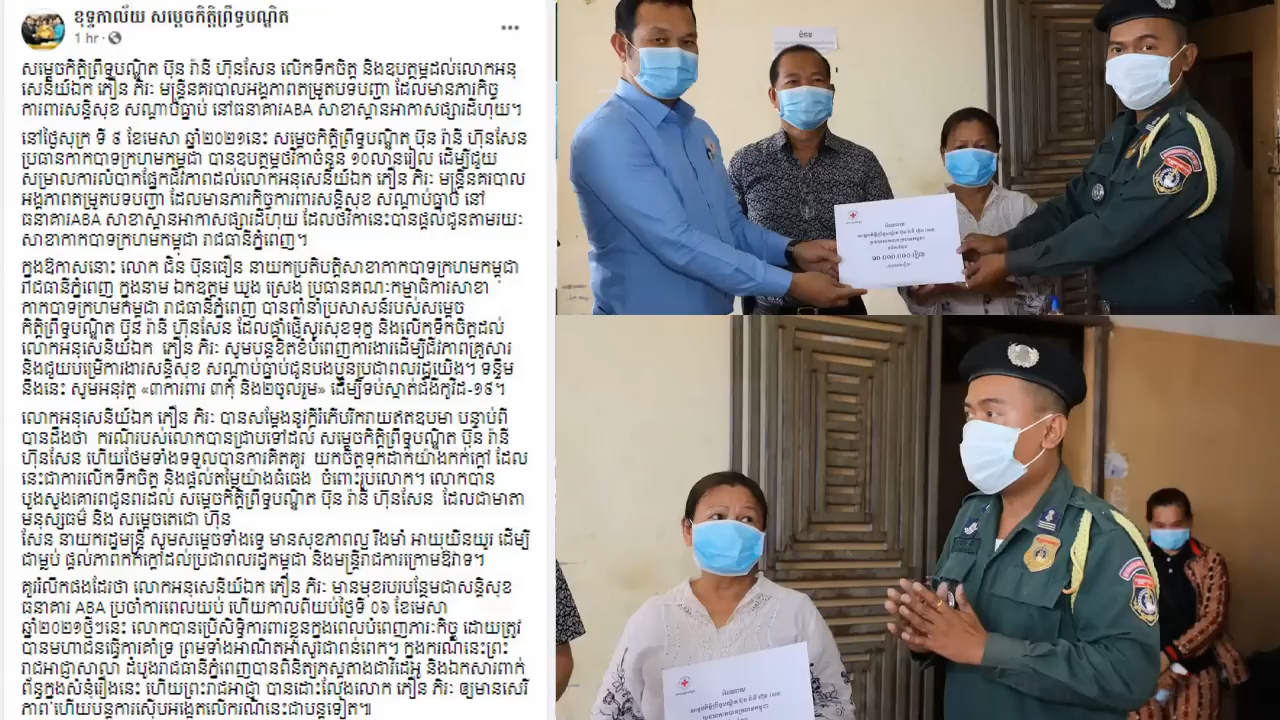 ខុទ្ទកាល័យ សម្តេចកិត្តិព្រឹទ្ធបណ្ឌិត
1 hr ·
សម្តេចកិត្តិព្រឹទ្ធបណ្ឌិត ប៊ុន រ៉ានី ហ៊ុនសែន លើកទឹកចិត្ត និងឧបត្ថម្ភដល់លោកអនុ
សេនីយ៍ឯក ភឿន ភិរៈ មន្ត្រីនគរបាលអង្គភាពតម្រួតបទបញ្ជា ដែលមានភារកិច្ច
ការពារសន្តិសុខ សណ្តាប់ធ្នាប់ នៅធនាគារABA សាខាស្តានអាកាសផ្សារដីហុយ។
នៅថ្ងៃសុក្រ ទី ៩ ខែមេសា ឆ្នាំ២០២១នេះ សម្តេចកិត្តិព្រឹទ្ធបណ្ឌិត ប៊ុន រ៉ានី ហ៊ុនសែន
ប្រធានកាកបាទក្រហមកម្ពុជា បានឧបត្ថម្ភថវិកាចំនួន ១០លានរៀល ដើម្បីជួយ
សម្រាលការលំបាកផ្នែកជីវភាពដល់លោកអនុសេនីយ៍ឯក ភឿន ភិរៈ មន្ត្រីនគរបាល
អង្គភាពតម្រួតបទបញ្ជា ដែលមានភារកិច្ចការពារសន្តិសុខ សណ្តាប់ធ្នាប់ នៅ
ធនាគារABA សាខាស្តានអាកាសផ្សារដីហុយ ដែលថវិកានេះបានផ្តល់ជូនតាមរយៈ
សាខាកាកបាទក្រហមកម្ពុជា រាជធានីភ្នំពេញ។
ក្នុងឱកាសនោះ លោក ជិន ប៊ុនធឿន នាយកប្រតិបត្តិសាខាកាកបាទក្រហមកម្ពុជា
រាជធានីភ្នំពេញ ក្នុងនាម ឯកឧត្តម ឃួង ស្រេង ប្រធានគណៈកម្មាធិការសាខា
កាកបាទក្រហមកម្ពុជា រាជធានីភ្នំពេញ បានពាំនាំប្រសាសន៍របស់សម្តេច
កិត្តិព្រឹទ្ធបណ្ឌិត ប៊ុន រ៉ានី ហ៊ុនសែន ដែលផ្តាំផ្ញើសួរសុខទុក្ខ និងលើកទឹកចិត្តដល់
លោកអនុសេនីយ៍ឯក ភឿន ភិរៈ សូមបន្តខិតខំបំពេញការងារដើម្បីជីវភាពគ្រួសារ
និងជួយបម្រើការងារសន្តិសុខ សណ្តាប់ធ្នាប់ជូនបងប្អូនប្រជាពលរដ្ឋយើង។ ទន្ទឹម
នឹងនេះ សូមអនុវត្ត «៣ការពារ ៣កុំ និង២ចូលរួម» ដើម្បីទប់ស្កាត់ជំងឺកូវីដ-១៩។
លោកអនុសេនីយ៍ឯក ភឿន ភិរៈ បានសម្តែងនូវក្តីរំភើបរីករាយឥតឧបមា បន្ទាប់ពី
បានដឹងថា ករណីរបស់លោកបានជ្រាបទៅដល់ សម្តេចកិត្តិព្រឹទ្ធបណ្ឌិត ប៊ុន រ៉ានី
ហ៊ុនសែន ហើយថែមទាំងទទួលបានការគិតគូរ យកចិត្តទុកដាក់យ៉ាងកក់ក្តៅ ដែល
នេះជាការលើកទឹកចិត្ត និងផ្តល់តម្លៃយ៉ាងធំធេង ចំពោះរូបលោក។ លោកបាន
បួងសួងគោរពជូនពរដល់ សម្តេចកិត្តិព្រឹទ្ធបណ្ឌិត ប៊ុន រ៉ានី ហ៊ុនសែន ដែលជាមាតា
មនុស្សធម៌ និង សម្តេចតេជោ ហ៊ុន
សែន នាយករដ្ឋមន្ត្រី សូមសម្តេចទាំងទ្វេ មានសុខភាពល្អ រឹងមាំ អាយុយិនយូរ ដើម្បី
ជាម្លប់ ផ្តល់ភាពកក់ក្តៅដល់ប្រជាពលរដ្ឋកម្ពុជា និងមន្ត្រីរាជការក្រោមឱវាទ។
គួររំលឹកផងដែរថា លោកអនុសេនីយ៍ឯក ភឿន ភិរៈ មានមុខរបរបន្ថែមជាសន្តិសុខ
ធនាគារ ABA ប្រចាំការពេលយប់ ហើយកាលពីយប់ថ្ងៃទី ០៦ ខែមេសា
ឆ្នាំ២០២១ថ្មីៗនេះ លោកបានប្រើសិទ្ធិការពារខ្លួនក្នុងពេលបំពេញភារៈកិច្ច ដោយត្រូវ
បានមហាជនធ្វើការគាំទ្រ ព្រមទាំងអាណិតអាសូរជាពន់ពេក។ ក្នុងករណីនេះព្រះ
រាជអាជ្ញាសាលា ដំបូងរាជធានីភ្នំពេញបានពិនិត្យភស្តុតាងជាវីដេអូ និងឯកសារពាក់
ព័ន្ធក្នុងសំនុំរឿងនេះ ហើយព្រះរាជអាជ្ញា បានដោះលែងលោក ភឿន ភិរៈ ឲ្យមានសេរី
ភាព ហើយបន្តការស៊ើបអង្កេតលើករណីនេះជាបន្តទៀត៕
១០.០០០.០០០ រៀល